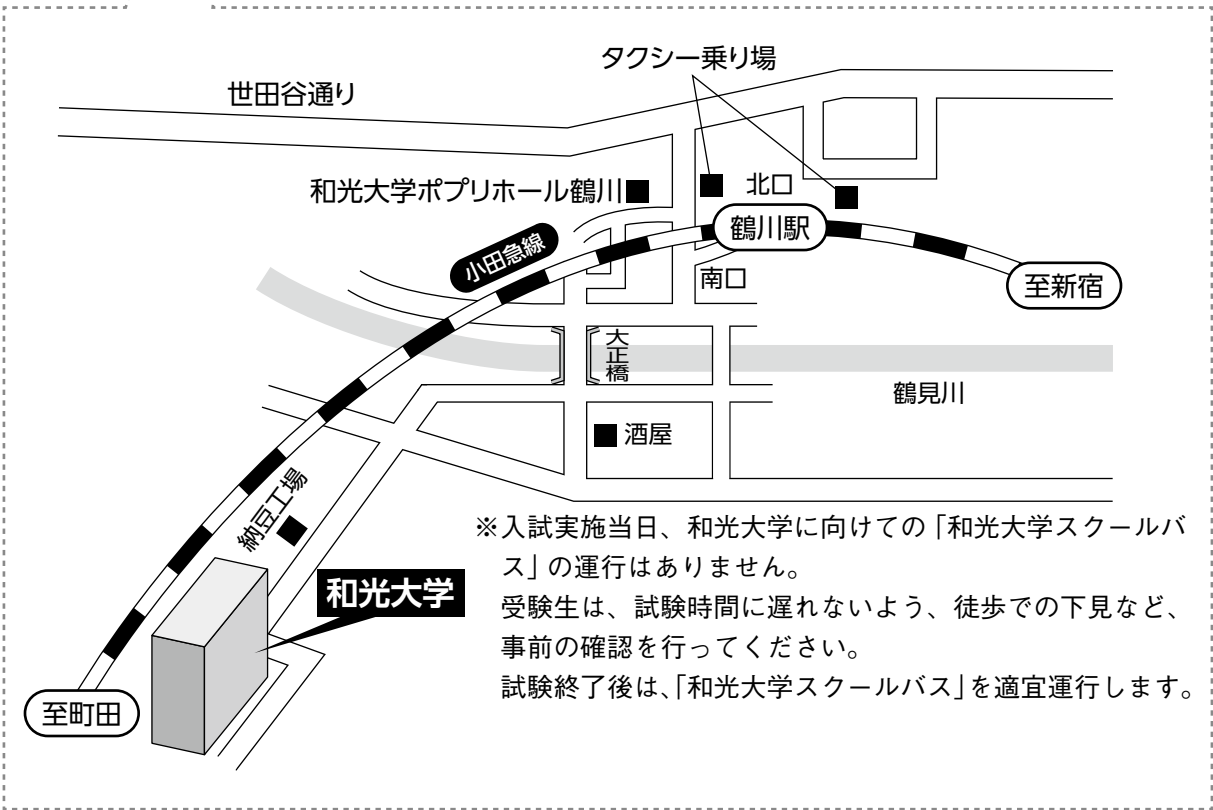 タクシー乗り場
世田谷通り
和光大学ポプリホール鶴川
北口
鶴川駅
小田急線
南口
至新宿
大正橋
鶴見川
酒屋
納豆工場
和光大学
至町田
※入試実施当日、和光大学に向けての「和光大学スクールバ
ス」の運行はありません。
受験生は、試験時間に遅れないよう、徒歩での下見など、
事前の確認を行ってください。
試験終了後は、「和光大学スクールバス」を適宜運行します。